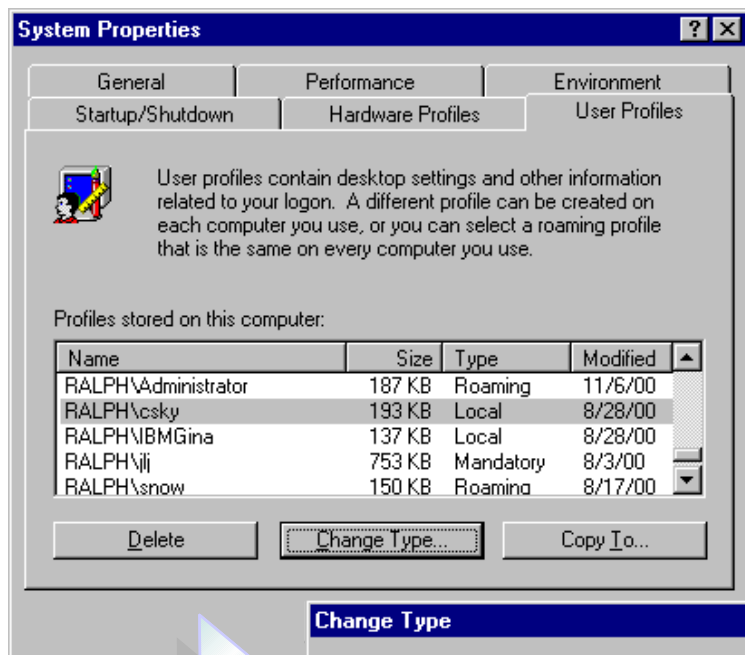 System Properties
General Performance Environment
Startup/Shutdown Hardware Profiles User Profiles
User profiles contain desktop settings and other information
related to your logon. A different profile can be created on
each computer you use, or you can select a roaming profile
that is the same on every computer you use.
Profiles stored on this computer:
Name Size Type Modified
RALPH\Administrator 187 KB Roaming 11/6/00
RALPH\csky 193 KB Local 8/28/00
RALPH\IBMGina 137 KB Local 8/28/00
RALPH\jlj 753 KB Mandatory 8/3/00
RALPH\snow 150 KB Roaming 8/17/00
Delete Change Type... Copy To...
Change Type